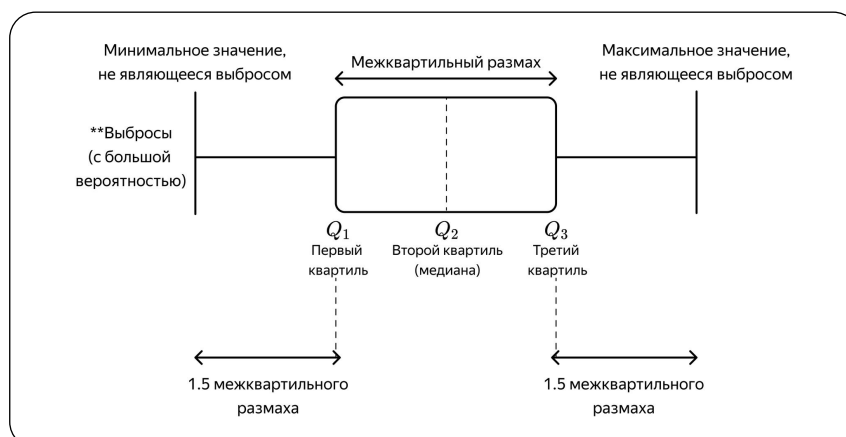 Минимальное значение,
не являющееся выбросом
Межквартильный размах
Максимальное значение,
не являющееся выбросом
**Выбросы
(с большой
вероятностью)
Q1
Первый
квартиль
Q2
Второй квартиль
(медиана)
Q3
Третий
квартиль
1.5 межквартильного
размаха
1.5 межквартильного
размаха